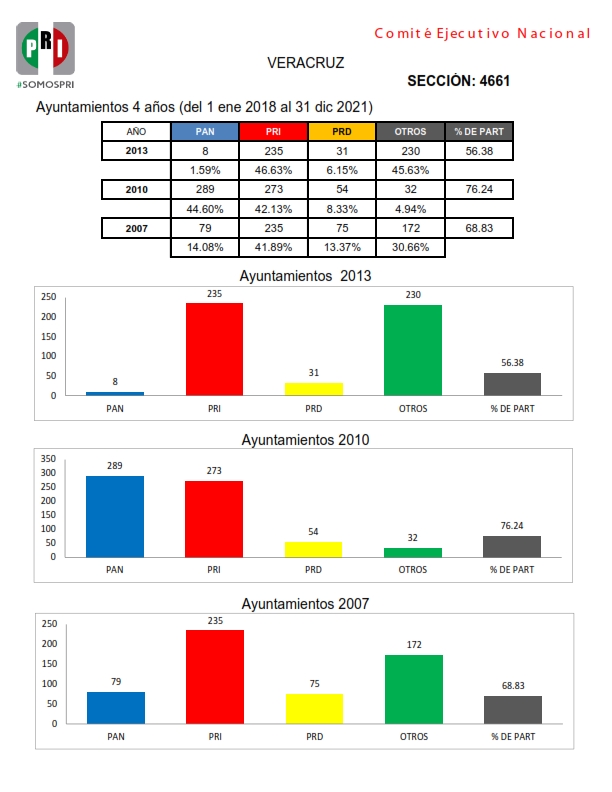 Comité Ejecutivo Nacional
PRI
#SOMOSPRI
VERACRUZ
SECCIÓN: 4661
Ayuntamientos 4 años (del 1 ene 2018 al 31 dic 2021)
AÑO PAN PRI PRD OTROS % DE PART
2013 8 235 31 230 56.38
1.59% 46.63% 6.15% 45.63%
2010 289 273 54 32 76.24
44.60% 42.13% 8.33% 4.94%
2007 79 235 75 172 68.83
14.08% 41.89% 13.37% 30.66%
Ayuntamientos 2013
250
200
150
100
50
0
8 235 31 230 56.38
PAN PRI PRD OTROS % DE PART
Ayuntamientos 2010
350
300
250
200
150
100
50
0
289 273 54 32 76.24
PAN PRI PRD OTROS % DE PART
Ayuntamientos 2007
250
200
150
100
50
0
79 235 75 172 68.83
PAN PRI PRD OTROS % DE PART